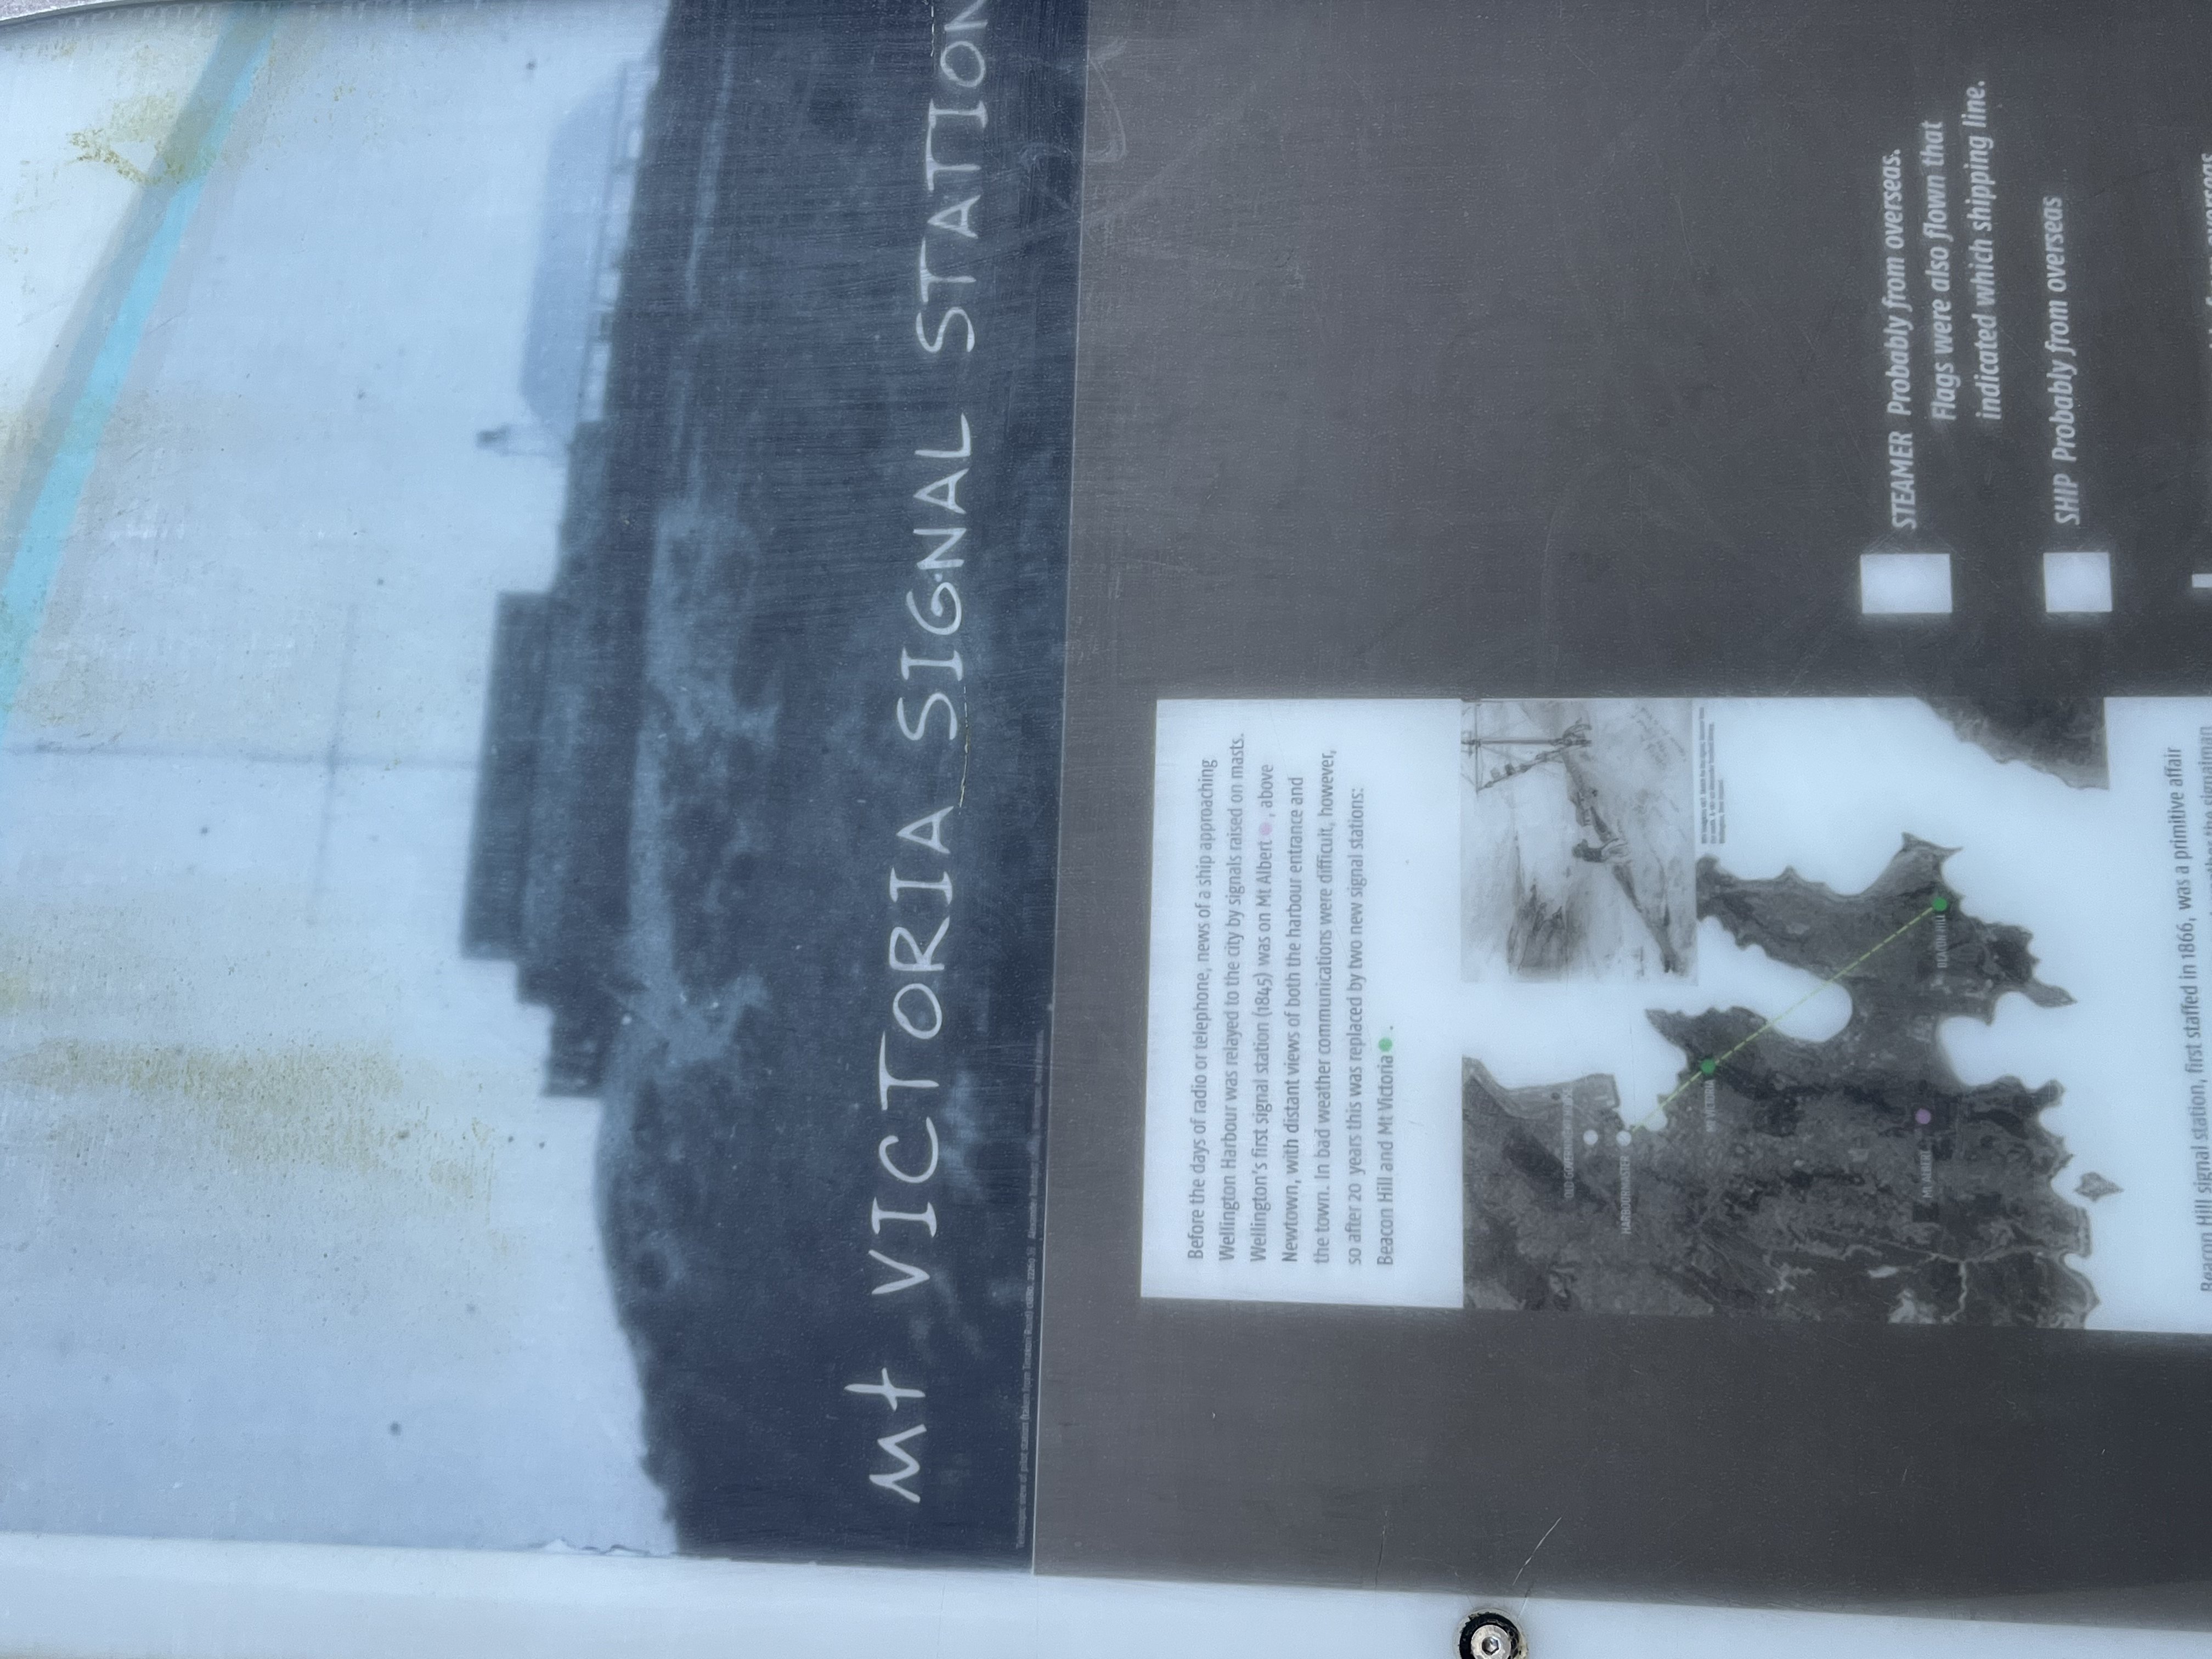 Mt VICTORIA SIGNAL STATION
Before the days of radio or telephone, news of a ship approaching
Wellington Harbour was relayed to the city by signals raised on masts.
Wellington's first signal station (1845) was on Mt Albert , above
Newtown, with distant views of both the harbour entrance and
the town. In bad weather communications were difficult, however,
so after 20 years this was replaced by two new signal stations:
Beacon Hill and Mt Victoria .
HARBOURMASTER
MT VICTORIA
MT ALBERT
BEACON HILL
Beacon Hill signal station, first staffed in 1866, was a primitive affair
the signalman
STEAMER Probably from overseas.
Flags were also flown that
indicated which shipping line.
SHIP Probably from overseas